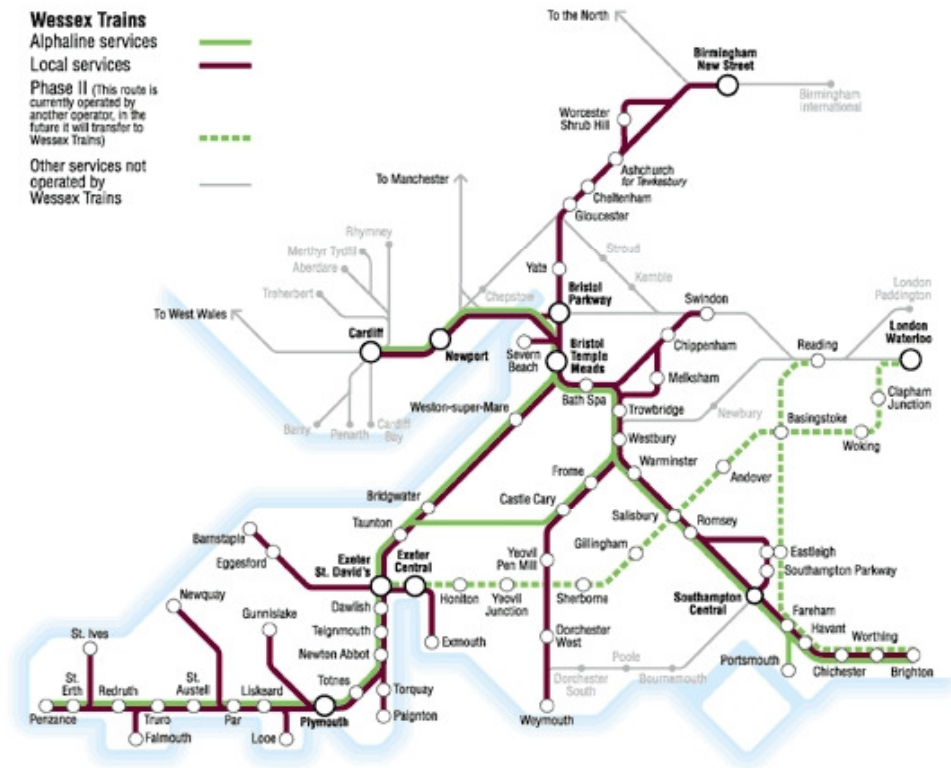 Wessex Trains
Alphaline services
Local services
Phase II (This route is
currently operated by
another operator, in the
future it will transfer to
Wessex Trains)
Other services not
operated by
Wessex Trains
To the North
Birmingham
New Street
Birmingham
International
Worcester
Shrub Hill
Ashchurch
for Tewkesbury
Cheltenham
Gloucester
To Manchester
Rhymney
Merthyr Tydfil
Aberdare
Treherbert
To West Wales
Stroud
Kemble
Yate
Chepstow
Bristol
Parkway
Swindon
London
Paddington
Cardiff
Newport
Severn
Beach
Bristol
Temple
Meads
Chippenham
Reading
London
Waterloo
Melksham
Bath Spa
Barry
Penarth
Cardiff
Bay
Weston-super-Mare
Trowbridge
Newbury
Basingstoke
Clapham
Junction
Woking
Westbury
Warminster
Andover
Frome
Castle Cary
Bridgwater
Taunton
Salisbury
Romsey
Barnstaple
Eggesford
Exeter
St. David's
Exeter
Central
Yeovil
Pen Mill
Gillingham
Eastleigh
Southampton Parkway
Honiton
Yeovil
Junction
Sherborne
Southampton
Central
Newquay
Gunnislake
Dawlish
Teignmouth
Newton Abbot
Exmouth
Dorchester
West
Fareham
Havant
Worthing
St. Ives
Poole
Dorchester
South
Bournemouth
Portsmouth
Chichester
Brighton
St.
Erth
Redruth
St.
Austell
Liskeard
Totnes
Torquay
Paignton
Penzance
Truro
Par
Plymouth
Weymouth
Falmouth
Looe